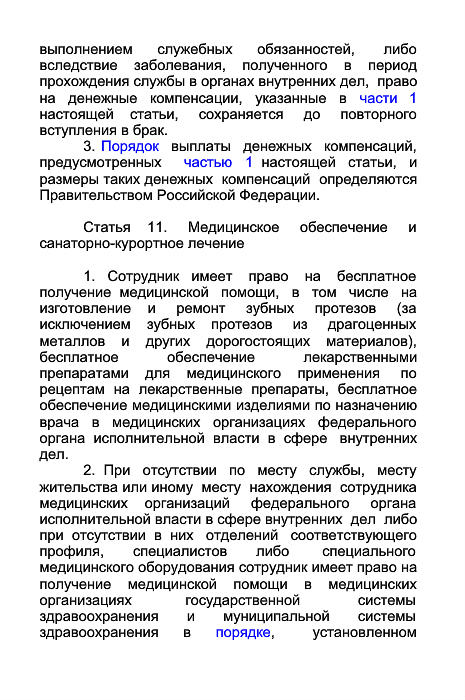 выполнением служебных обязанностей, либо
вследствие заболевания, полученного в период
прохождения службы в органах внутренних дел, право
на денежные компенсации, указанные в части 1
настоящей статьи, сохраняется до повторного
вступления в брак.
3. Порядок выплаты денежных компенсаций,
предусмотренных частью 1 настоящей статьи, и
размеры таких денежных компенсаций определяются
Правительством Российской Федерации.
Статья 11. Медицинское обеспечение и
санаторно-курортное лечение
1. Сотрудник имеет право на бесплатное
получение медицинской помощи, в том числе на
изготовление и ремонт зубных протезов (за
исключением зубных протезов из драгоценных
металлов и других дорогостоящих материалов),
бесплатное обеспечение лекарственными
препаратами для медицинского применения по
рецептам на лекарственные препараты, бесплатное
обеспечение медицинскими изделиями по назначению
врача в медицинских организациях федерального
органа исполнительной власти в сфере внутренних
дел.
2. При отсутствии по месту службы, месту
жительства или иному месту нахождения сотрудника
медицинских организаций федерального органа
исполнительной власти в сфере внутренних дел либо
при отсутствии в них отделений соответствующего
профиля, специалистов либо специального
медицинского оборудования сотрудник имеет право на
получение медицинской помощи в медицинских
организациях государственной системы
здравоохранения и муниципальной системы
здравоохранения в порядке, установленном